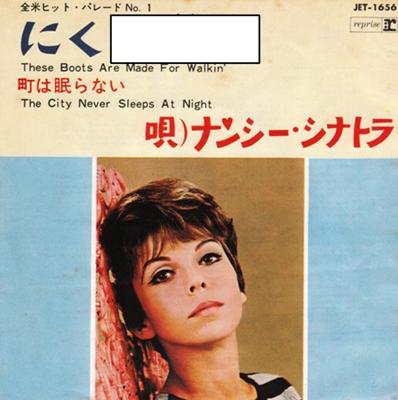 全米ヒット・パレード No. 1
JET-1656
reprise
にく
These Boots Are Made For Walkin'
町は眠らない
The City Never Sleeps At Night
唄)ナンシー・シナトラ